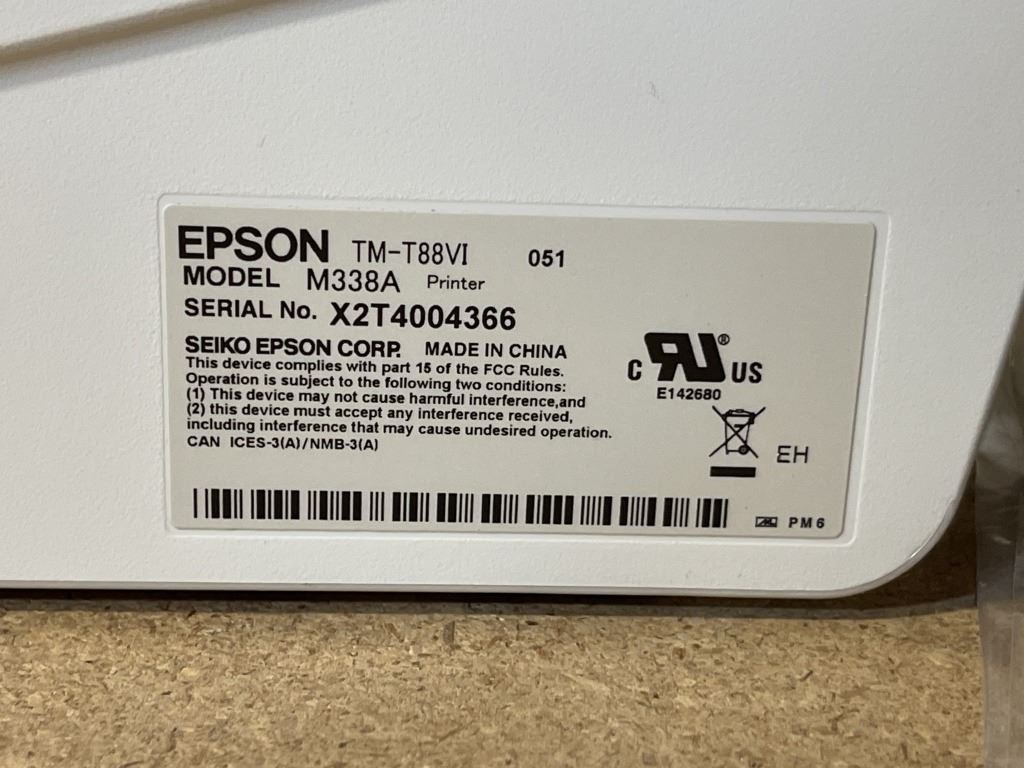 EPSON TM-T88VI 051
MODEL M338A Printer
SERIAL No. X2T4004366
SEIKO EPSON CORP. MADE IN CHINA
This device complies with part 15 of the FCC Rules.
Operation is subject to the following two conditions:
(1) This device may not cause harmful interference,and
(2) this device must accept any interference received,
including interference that may cause undesired operation.
CAN ICES-3(A)/NMB-3(A)
C RU® US
E142680
EH
PM6